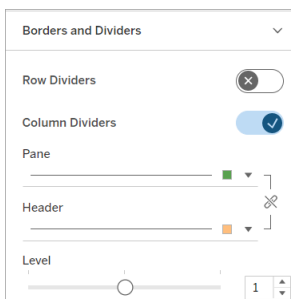 Borders and Dividers
Row Dividers
Column Dividers
Pane
Header
Level
1